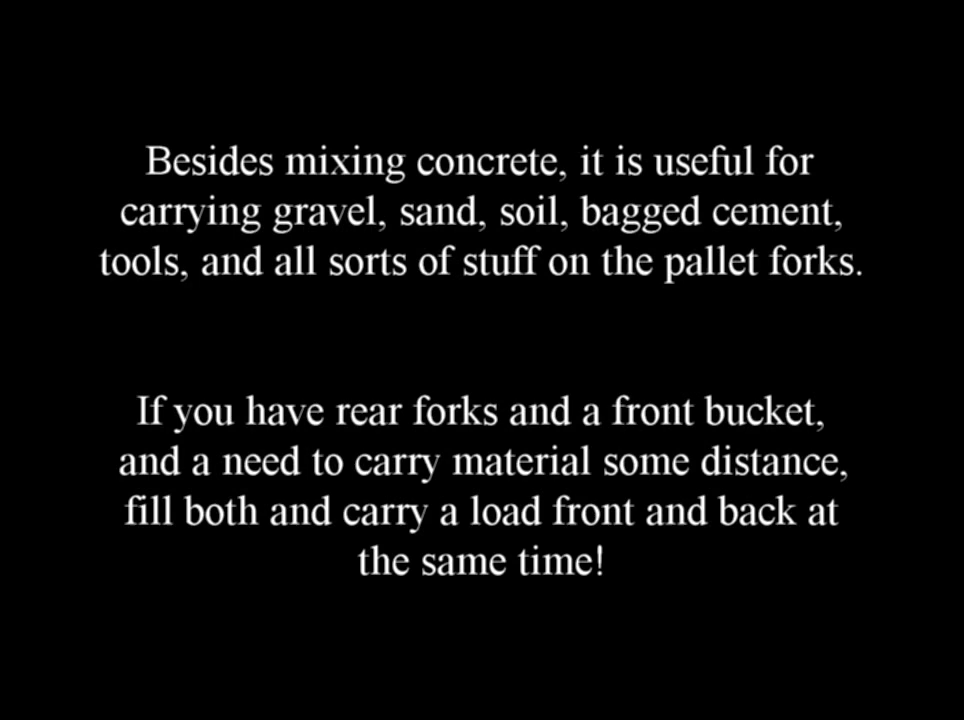 Besides mixing concrete, it is useful for
carrying gravel, sand, soil, bagged cement,
tools, and all sorts of stuff on the pallet forks.
If you have rear forks and a front bucket,
and a need to carry material some distance,
fill both and carry a load front and back at
the same time!